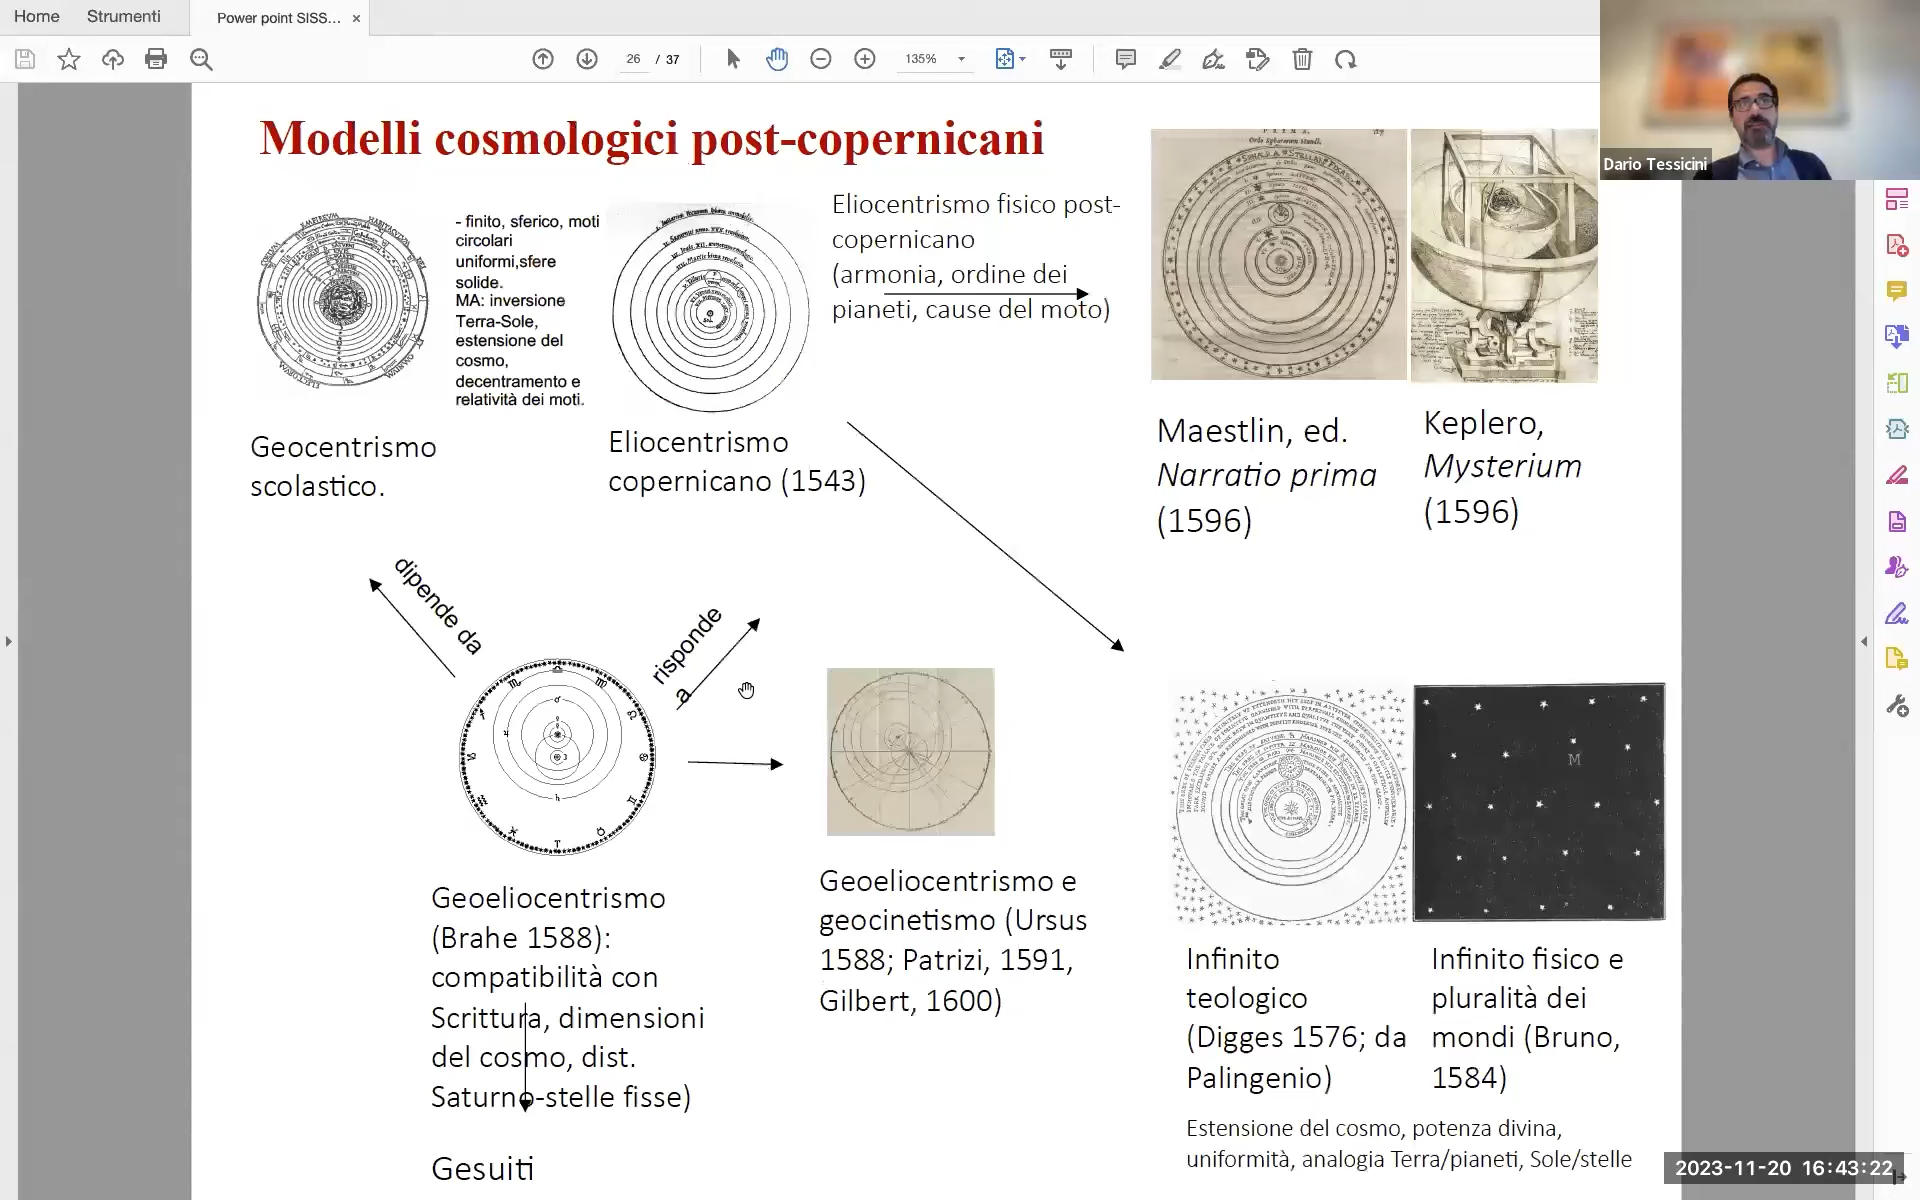 Home
Strumenti
Power point SISS...
×
26 / 37
135%
Dario Tessicini
Modelli cosmologici post-copernicani
- finito, sferico, moti
circolari
uniformi,sfere
solide.
MA: inversione
Terra-Sole,
estensione del
cosmo,
decentramento e
relatività dei moti.
Geocentrismo
scolastico.
Eliocentrismo
copernicano (1543)
Eliocentrismo fisico post-
copernicano
(armonia, ordine dei
pianeti, cause del moto)
Maestlin, ed.
Narratio prima
(1596)
Keplero,
Mysterium
(1596)
dipende da
risponde
a
Geoeliocentrismo
(Brahe 1588):
compatibilità con
Scrittura, dimensioni
del cosmo, dist.
Saturno-stelle fisse)
Gesuiti
Geoeliocentrismo e
geocinetismo (Ursus
1588; Patrizi, 1591,
Gilbert, 1600)
M
Infinito
teologico
(Digges 1576; da
Palingenio)
Infinito fisico e
pluralità dei
mondi (Bruno,
1584)
Estensione del cosmo, potenza divina,
uniformità, analogia Terra/pianeti, Sole/stelle
2023-11-20 16:43:22